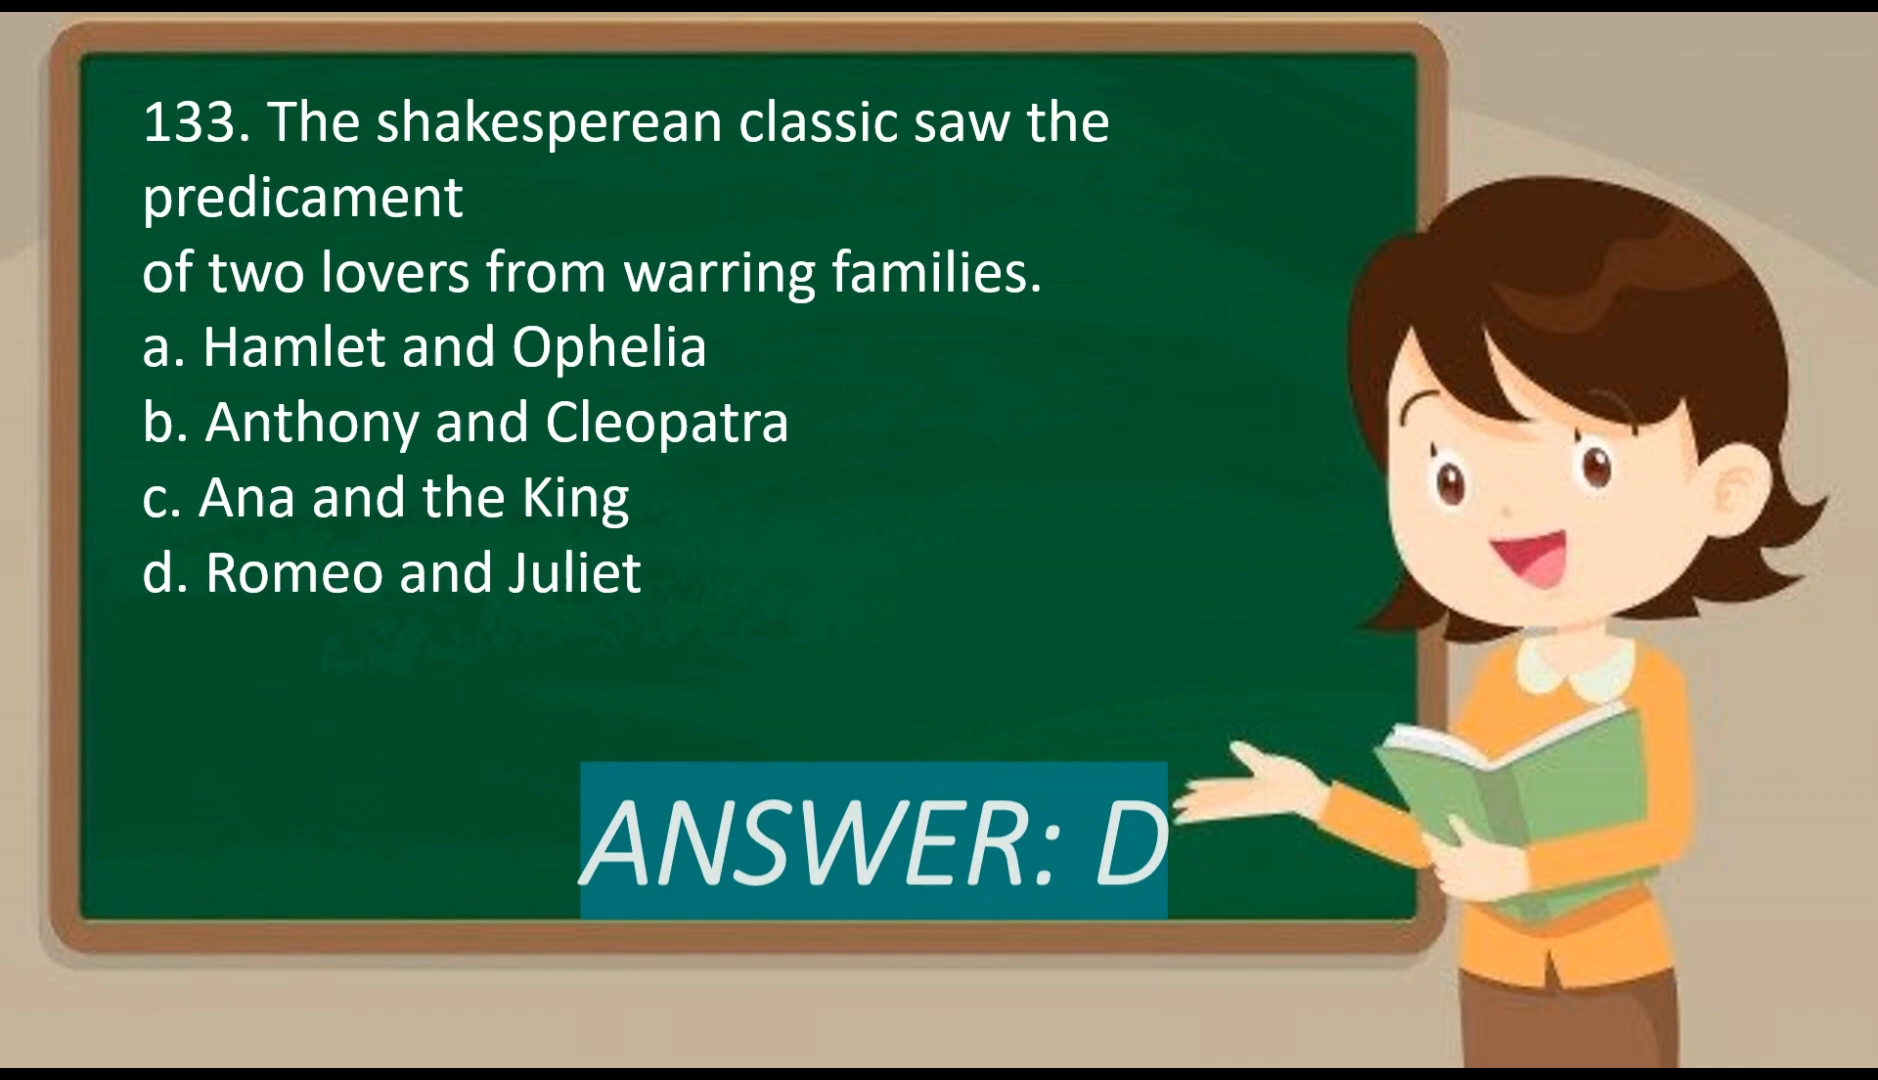 133. The shakesperean classic saw the
predicament
of two lovers from warring families.
a. Hamlet and Ophelia
b. Anthony and Cleopatra
c. Ana and the King
d. Romeo and Juliet
ANSWER: D